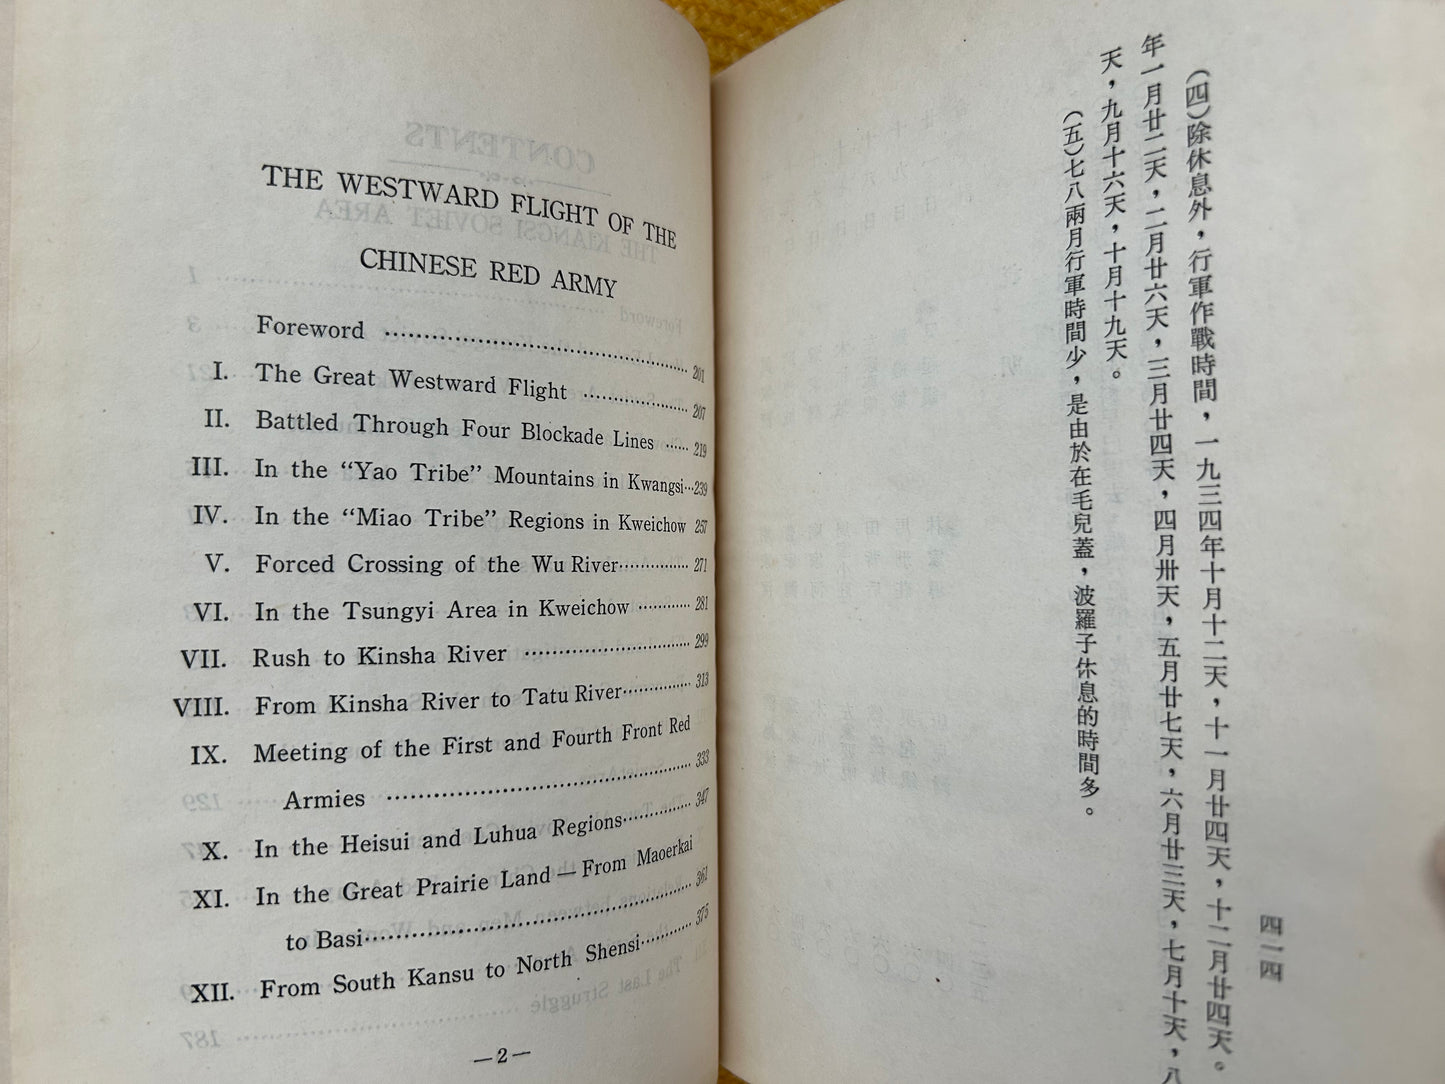 THE WESTWARD FLIGHT OF THE
CHINESE RED ARMY
Foreword ........................................ 201
I. The Great Westward Flight .................... 207
II. Battled Through Four Blockade Lines ...... 219
III. In the “Yao Tribe” Mountains in Kwangsi...239
IV. In the “Miao Tribe” Regions in Kweichow 257
V. Forced Crossing of the Wu River............... 271
VI. In the Tsungyi Area in Kweichow ............ 281
VII. Rush to Kinsha River ........................... 299
VIII. From Kinsha River to Tatu River.............. 313
IX. Meeting of the First and Fourth Front Red
Armies ........................................ 333
X. In the Heisui and Luhua Regions.............. 347
XI. In the Great Prairie Land — From Maoerkai
to Basi........................................... 361
XII. From South Kansu to North Shensi............ 375
— 2 —
(四)除休息外，行軍作戰時間，一九三四年十月十二天，十一月廿四天，十二月廿四天。
年一月廿二天，二月廿六天，三月廿四天，四月卅天，五月廿七天，六月廿三天，七月十天，八
天，九月十六天，十月十九天。
(五)七八兩月行軍時間少，是由於在毛兒蓋，波羅子休息的時間多。
四一四